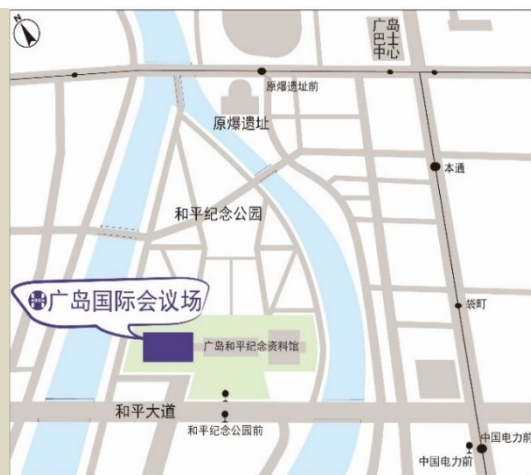 N
广岛
巴士
中心
原爆遗址前
原爆遗址
本通
和平纪念公园
广岛国际会议场
袋町
广岛和平纪念资料馆
和平大道
和平纪念公园前
中国电力前
中国电力前